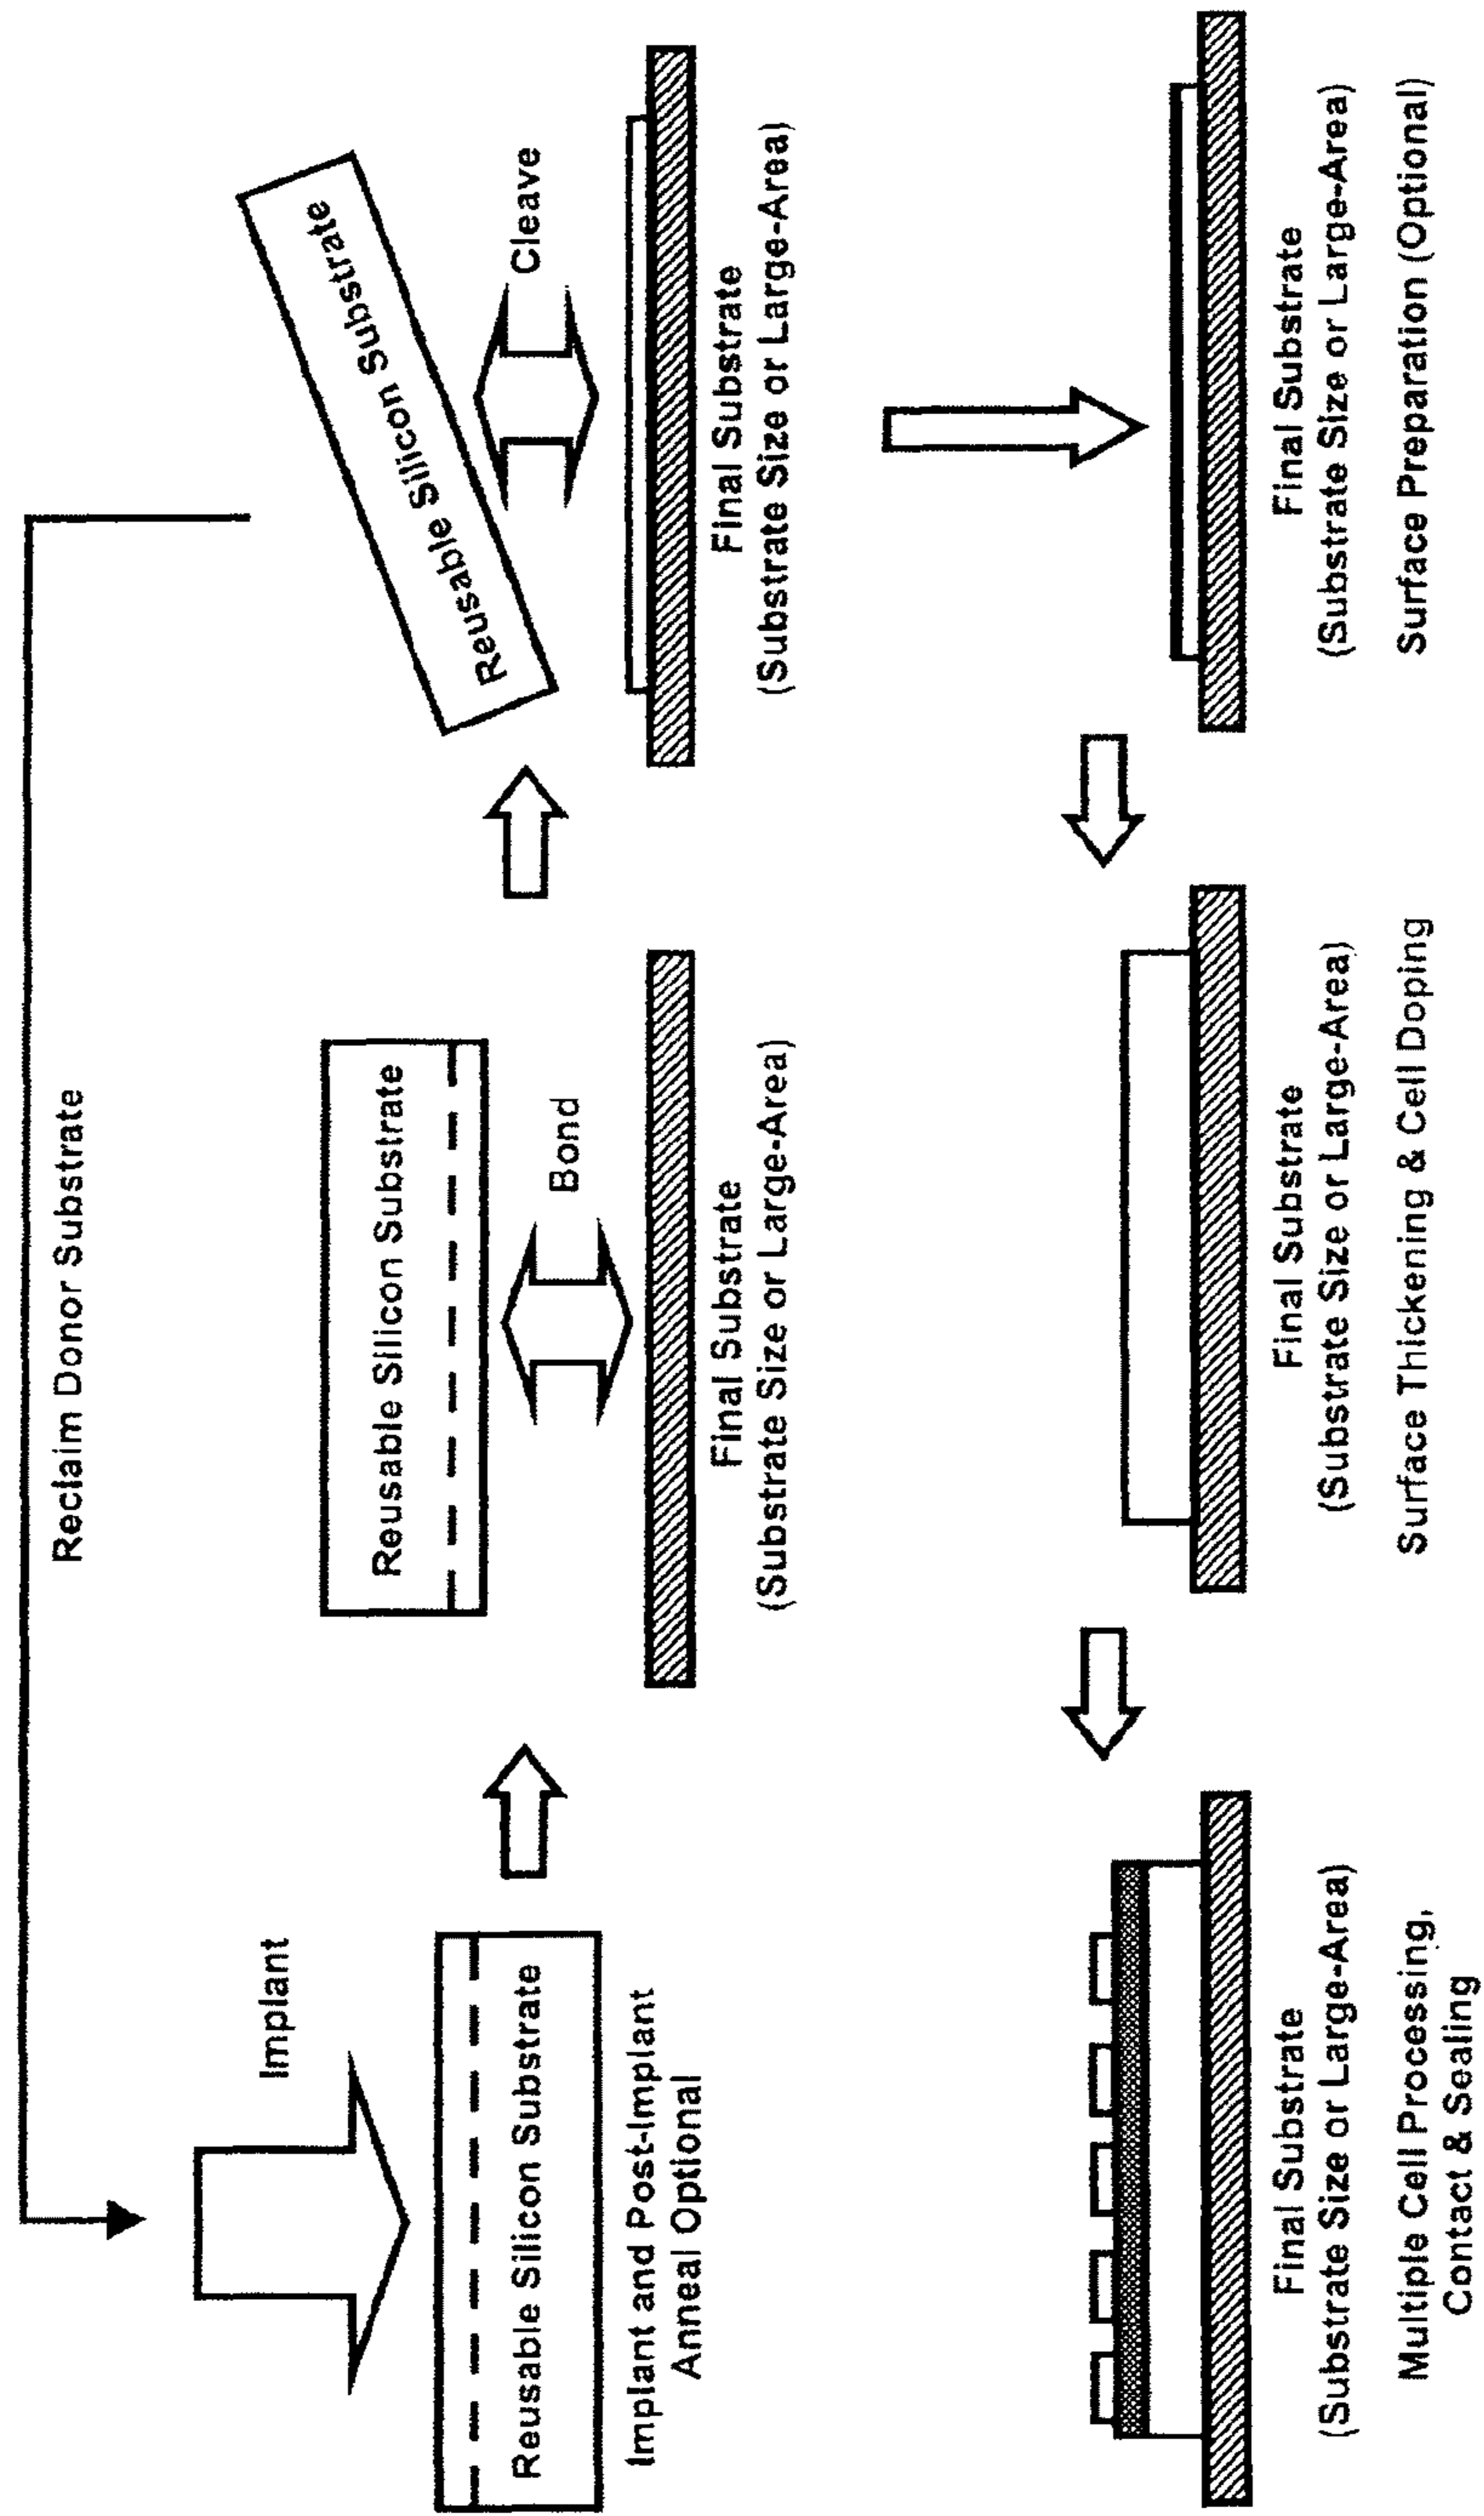 Reclaim Donor Substrate
Implant
Reusable Silicon Substrate
Implant and Post-Implant
Anneal Optional
Reusable Silicon Substrate
Bond
Final Substrate
(Substrate Size or Large-Area)
Reusable Silicon Substrate
Cleave
Final Substrate
(Substrate Size or Large-Area)
Final Substrate
(Substrate Size or Large-Area)
Surface Preparation (Optional)
Final Substrate
(Substrate Size or Large-Area)
Surface Thickening & Cell Doping
Final Substrate
(Substrate Size or Large-Area)
Multiple Cell Processing,
Contact & Sealing